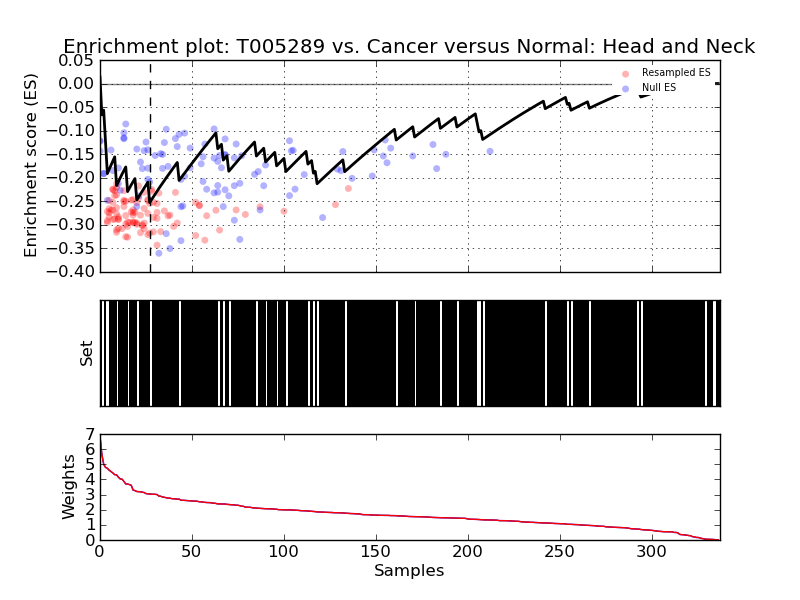 Enrichment plot: T005289 vs. Cancer versus Normal: Head and Neck
Enrichment score (ES)
0.05
0.00
−0.05
−0.10
−0.15
−0.20
−0.25
−0.30
−0.35
−0.40
Resampled ES
Null ES
Set
Weights
7
6
5
4
3
2
1
0
0 50 100 150 200 250 300
Samples